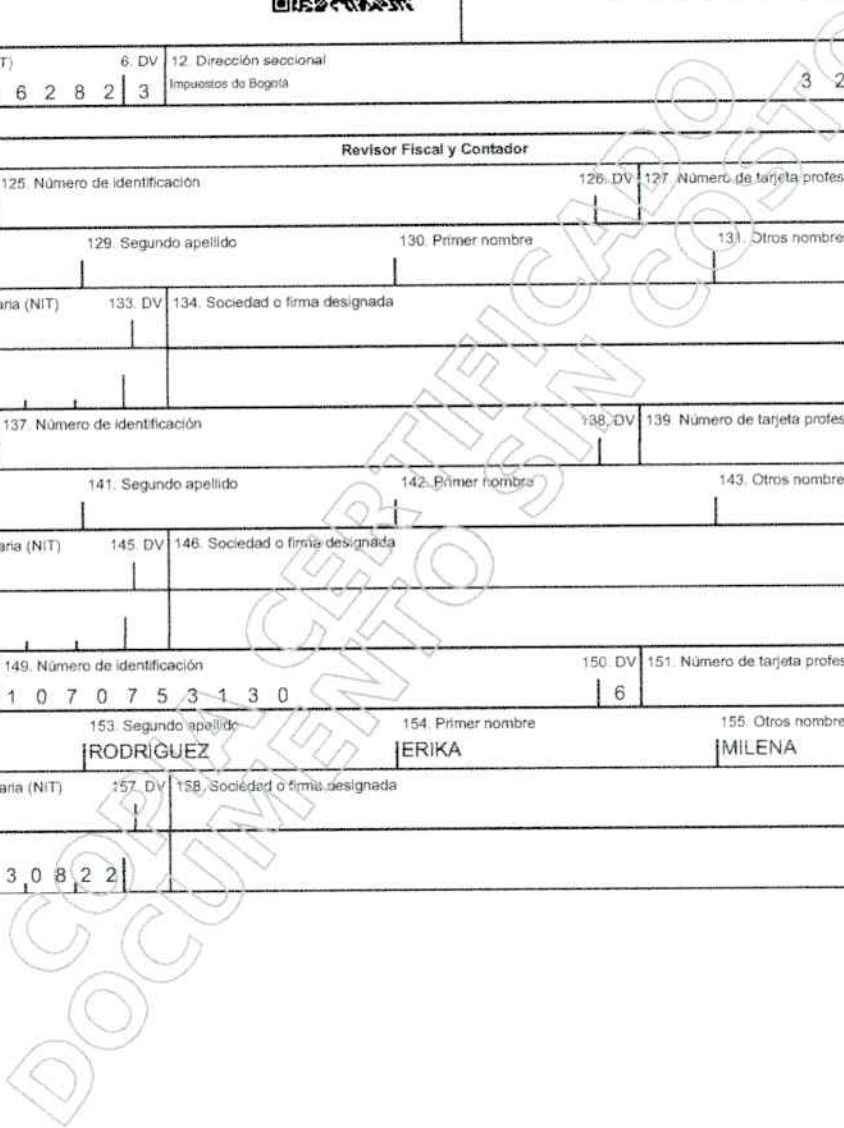 T) 6. DV 12. Dirección seccional
6 2 8 2 3 Impuestos de Bogotá 3 2
Revisor Fiscal y Contador
125. Número de identificación 126. DV 127. Número de tarjeta profes
129. Segundo apellido 130. Primer nombre 131. Otros nombre
aria (NIT) 133. DV 134. Sociedad o firma designada
137. Número de identificación 138. DV 139. Número de tarjeta profes
141. Segundo apellido 142. Primer nombre 143. Otros nombre
aria (NIT) 145. DV 146. Sociedad o firma designada
149. Número de identificación 150. DV 151. Número de tarjeta profes
1 0 7 0 7 5 3 1 3 0 6
153. Segundo apellido 154. Primer nombre 155. Otros nombre
RODRIGUEZ ERIKA MILENA
aria (NIT) 157. DV 158. Sociedad o firma designada
3 0 8 2 2
COPIA CERTIFICADO
DOCUMENTO SIN COSTO